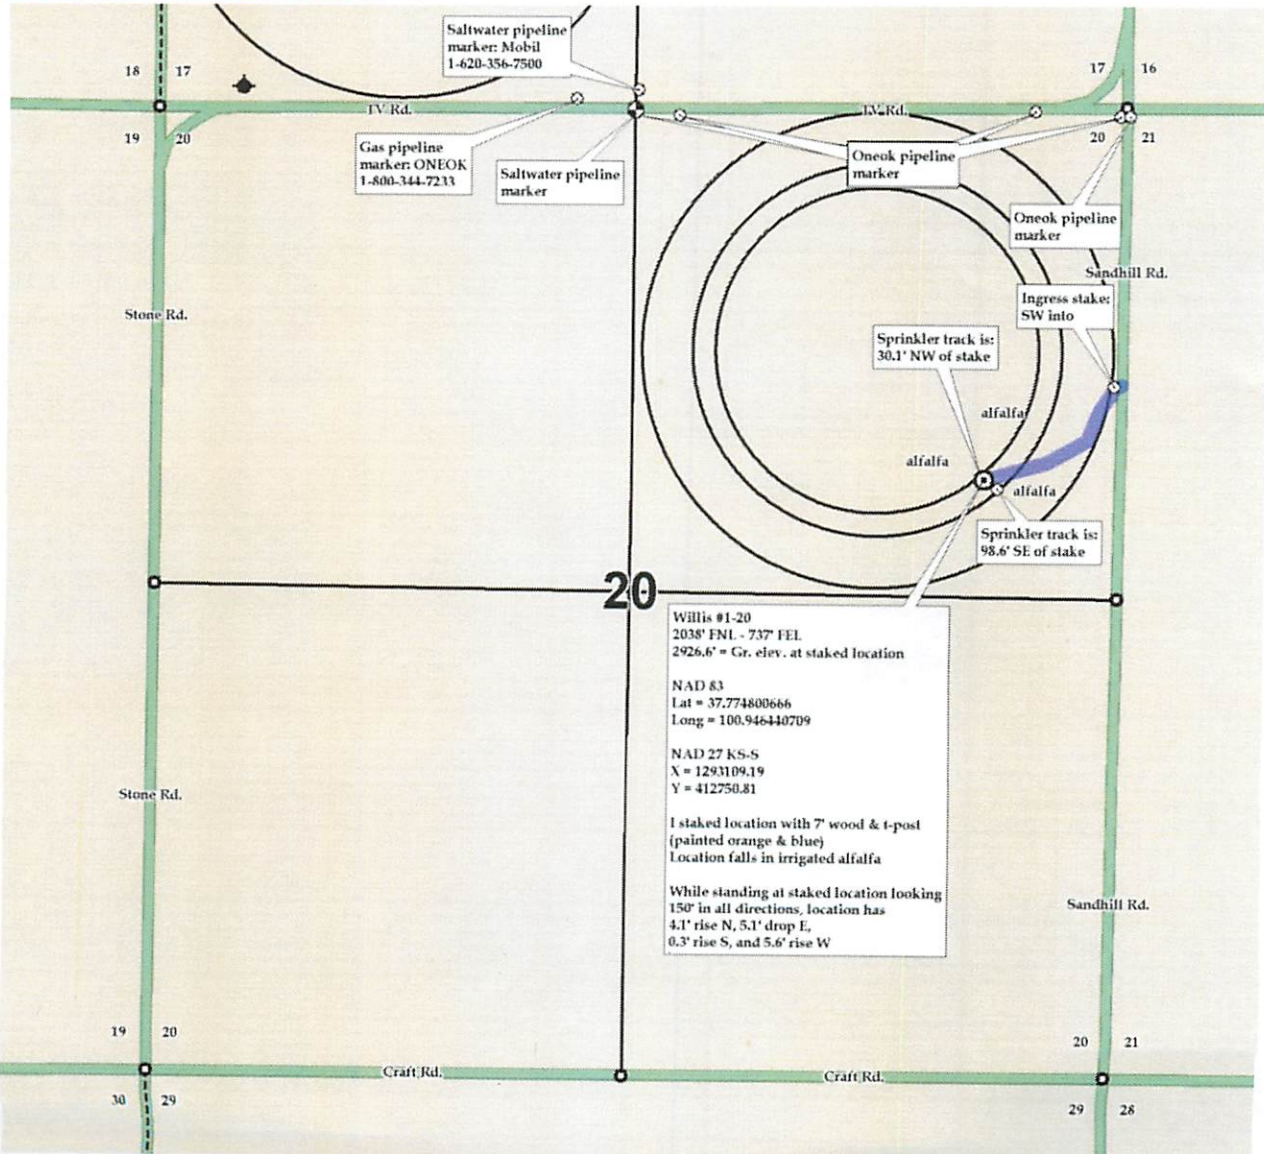 Saltwater pipeline
marker: Mobil
1-620-356-7500
18 17
17 16
TV Rd.
TV Rd.
19 20
20 21
Gas pipeline
marker: ONEOK
1-800-344-7233
Saltwater pipeline
marker
Oneok pipeline
marker
Oneok pipeline
marker
Sandhill Rd.
Ingress stake:
SW into
Stone Rd.
Sprinkler track is:
30.1' NW of stake
alfalfa
alfalfa
alfalfa
Sprinkler track is:
98.6' SE of stake
20
Willis #1-20
2038' FNL - 737' FEL
2926.6' = Gr. elev. at staked location
NAD 83
Lat = 37.774800666
Long = 100.946440709
NAD 27 KS-S
X = 1293109.19
Y = 412750.81
I staked location with 7' wood & t-post
(painted orange & blue)
Location falls in irrigated alfalfa
While standing at staked location looking
150' in all directions, location has
4.1' rise N, 5.1' drop E,
0.3' rise S, and 5.6' rise W
Stone Rd.
Sandhill Rd.
19 20
20 21
Craft Rd.
Craft Rd.
30 29
29 28